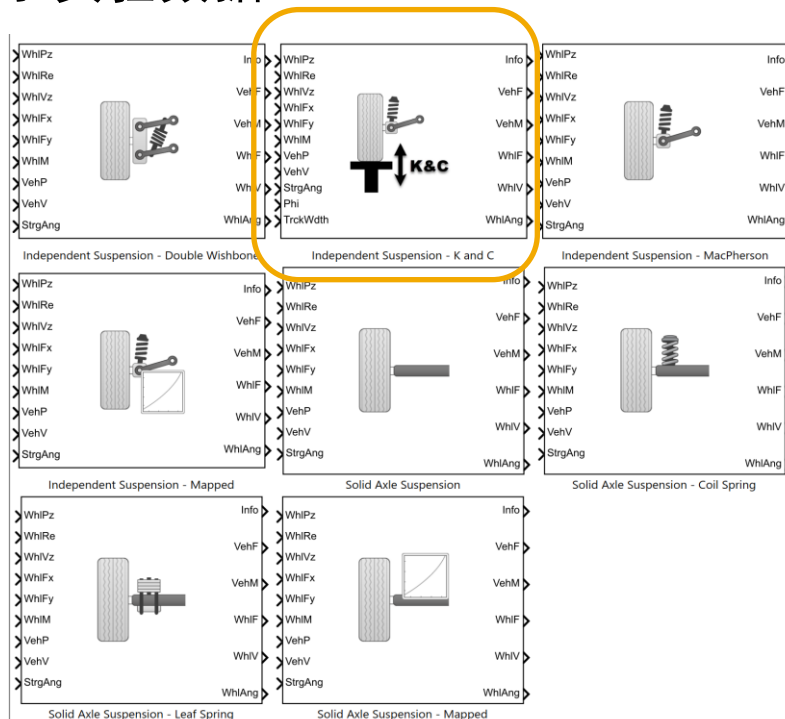 WhlPz
WhlRe
WhlVz
WhlFx
WhlFy
WhlM
VehP
VehV
StrgAng
Info
VehF
VehM
WhlF
WhlV
WhlAng
Independent Suspension - Double Wishbone
WhlPz
WhlRe
WhlVz
WhlFx
WhlFy
WhlM
VehP
VehV
StrgAng
Phi
TrckWdth
K&C
Info
VehF
VehM
WhlF
WhlV
WhlAng
Independent Suspension - K and C
WhlPz
WhlRe
WhlVz
WhlFx
WhlFy
WhlM
VehP
VehV
StrgAng
Info
VehF
VehM
WhlF
WhlV
WhlAng
Independent Suspension - MacPherson
WhlPz
WhlRe
WhlVz
WhlFx
WhlFy
WhlM
VehP
VehV
StrgAng
Info
VehF
VehM
WhlF
WhlV
WhlAng
Independent Suspension - Mapped
WhlPz
WhlRe
WhlVz
WhlFx
WhlFy
WhlM
VehP
VehV
StrgAng
Info
VehF
VehM
WhlF
WhlV
WhlAng
Solid Axle Suspension
WhlPz
WhlRe
WhlVz
WhlFx
WhlFy
WhlM
VehP
VehV
StrgAng
Info
VehF
VehM
WhlF
WhlV
WhlAng
Solid Axle Suspension - Coil Spring
WhlPz
WhlRe
WhlVz
WhlFx
WhlFy
WhlM
VehP
VehV
StrgAng
Info
VehF
VehM
WhlF
WhlV
WhlAng
Solid Axle Suspension - Leaf Spring
WhlPz
WhlRe
WhlVz
WhlFx
WhlFy
WhlM
VehP
VehV
StrgAng
Info
VehF
VehM
WhlF
WhlV
WhlAng
Solid Axle Suspension - Mapped